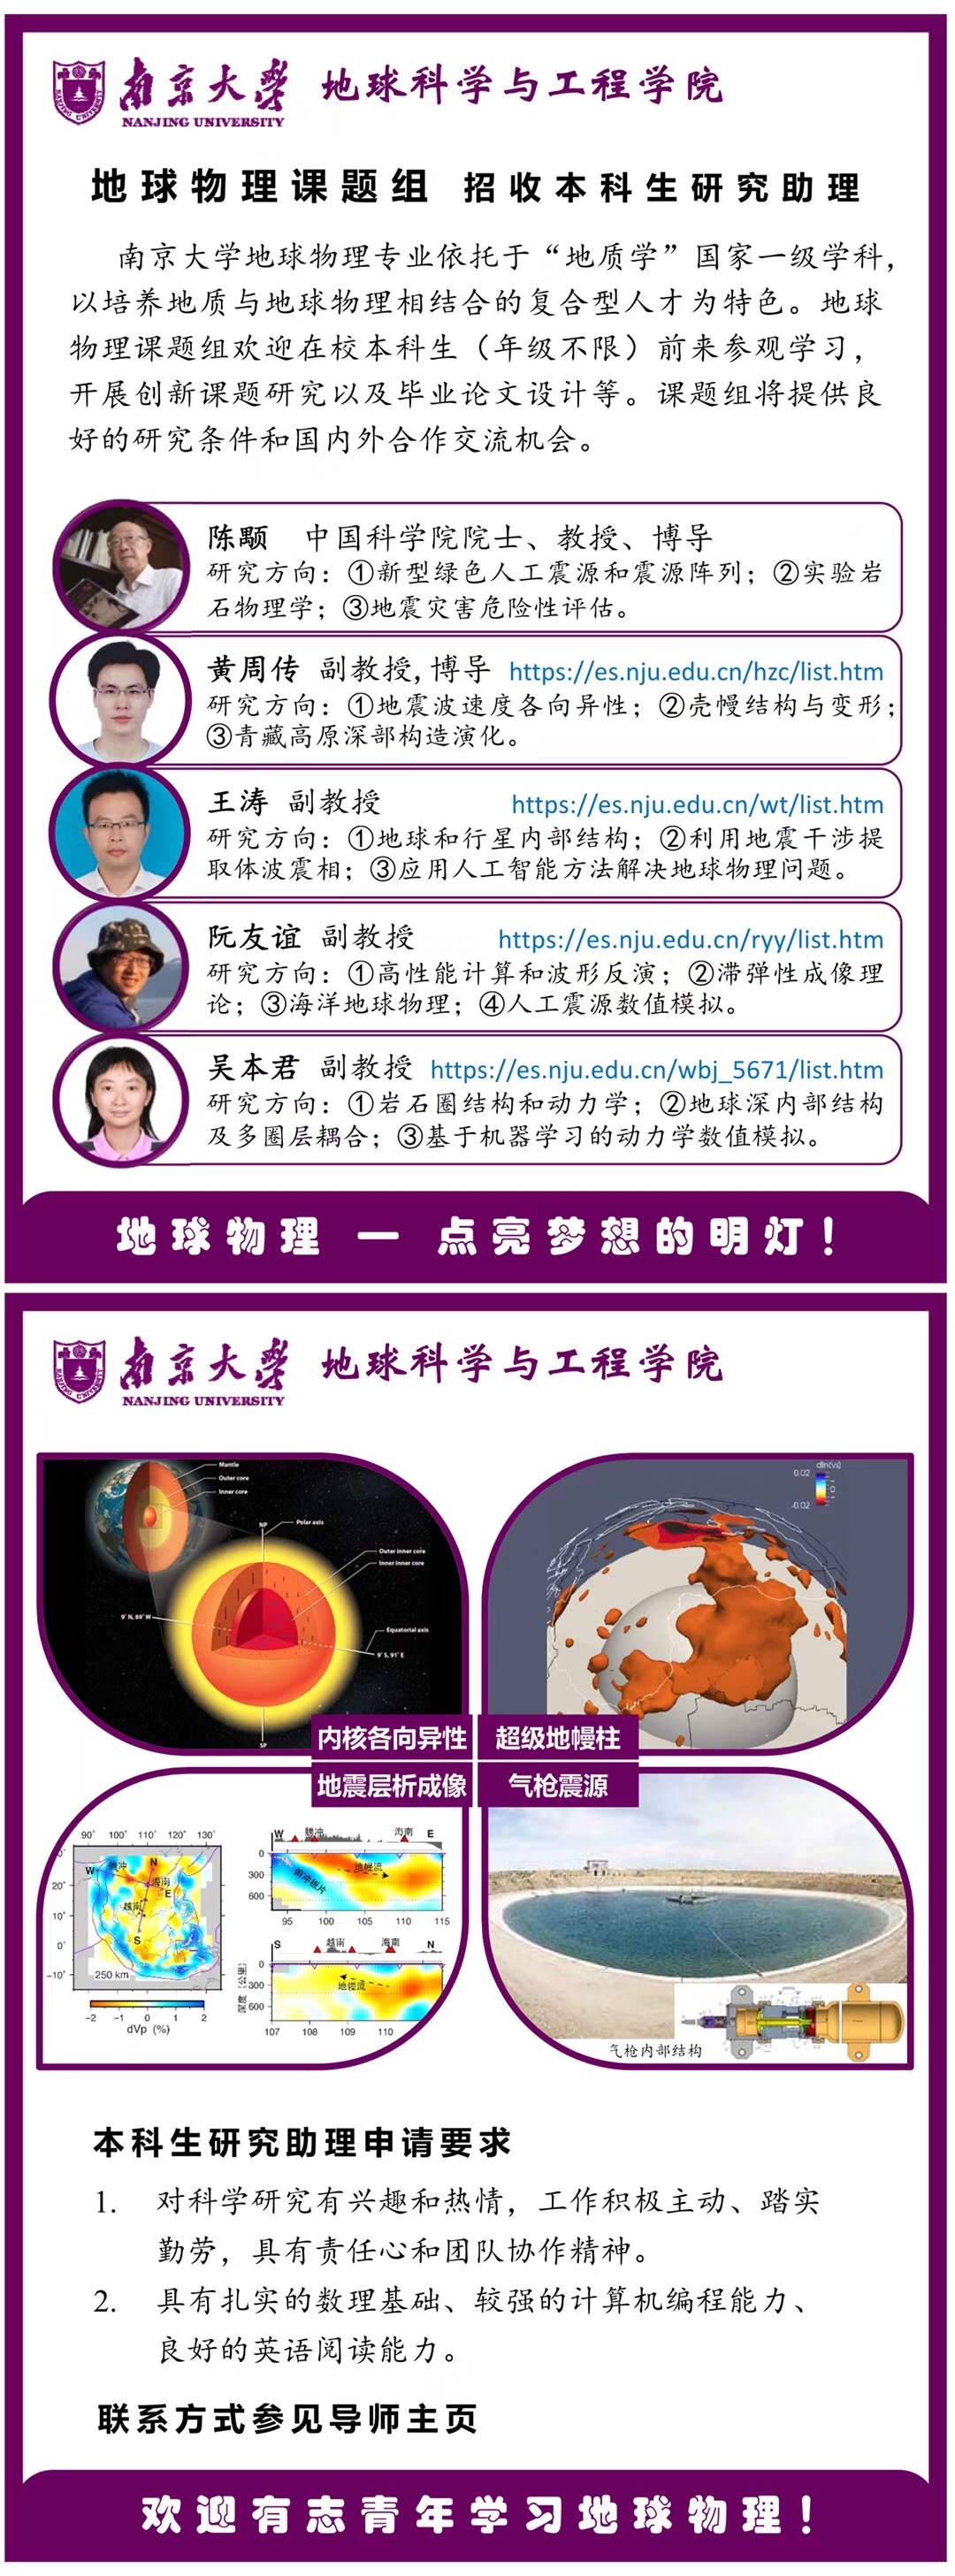 南京大学 地球科学与工程学院
NANJING UNIVERSITY
地球物理课题组 招收本科生研究助理
南京大学地球物理专业依托于“地质学”国家一级学科，
以培养地质与地球物理相结合的复合型人才为特色。地球
物理课题组欢迎在校本科生（年级不限）前来参观学习，
开展创新课题研究以及毕业论文设计等。课题组将提供良
好的研究条件和国内外合作交流机会。
陈颙 中国科学院院士、教授、博导
研究方向：①新型绿色人工震源和震源阵列；②实验岩
石物理学；③地震灾害危险性评估。
黄周传 副教授,博导 https://es.nju.edu.cn/hzc/list.htm
研究方向：①地震波速度各向异性；②壳幔结构与变形；
③青藏高原深部构造演化。
王涛 副教授 https://es.nju.edu.cn/wt/list.htm
研究方向：①地球和行星内部结构；②利用地震干涉提
取体波震相；③应用人工智能方法解决地球物理问题。
阮友谊 副教授 https://es.nju.edu.cn/ryy/list.htm
研究方向：①高性能计算和波形反演；②滞弹性成像理
论；③海洋地球物理；④人工震源数值模拟。
吴本君 副教授 https://es.nju.edu.cn/wbj_5671/list.htm
研究方向：①岩石圈结构和动力学；②地球深内部结构
及多圈层耦合；③基于机器学习的动力学数值模拟。
地球物理 — 点亮梦想的明灯！
南京大学 地球科学与工程学院
NANJING UNIVERSITY
Mantle
Outer core
Inner core
NP
Polar axis
Outer inner core
Inner inner core
9°N, 89°W
Equatorial axis
9°S, 91°E
SP
dln(vs)
0.02
0
-0.02
内核各向异性 超级地幔柱
地震层析成像 气枪震源
90° 100° 110° 120° 130°
20°
10°
0°
-10°
W 腾冲 N
海南
E
越南
S
250 km
-2 -1 0 1 2
dVp (%)
W 腾冲 海南 E
0
300
600
俯冲板片
地幔流
95 100 105 110 115
S 越南 海南 N
0
300
600
深度 (公里)
地幔流
107 108 109 110
气枪内部结构
本科生研究助理申请要求
1. 对科学研究有兴趣和热情，工作积极主动、踏实
勤劳，具有责任心和团队协作精神。
2. 具有扎实的数理基础、较强的计算机编程能力、
良好的英语阅读能力。
联系方式参见导师主页
欢迎有志青年学习地球物理！